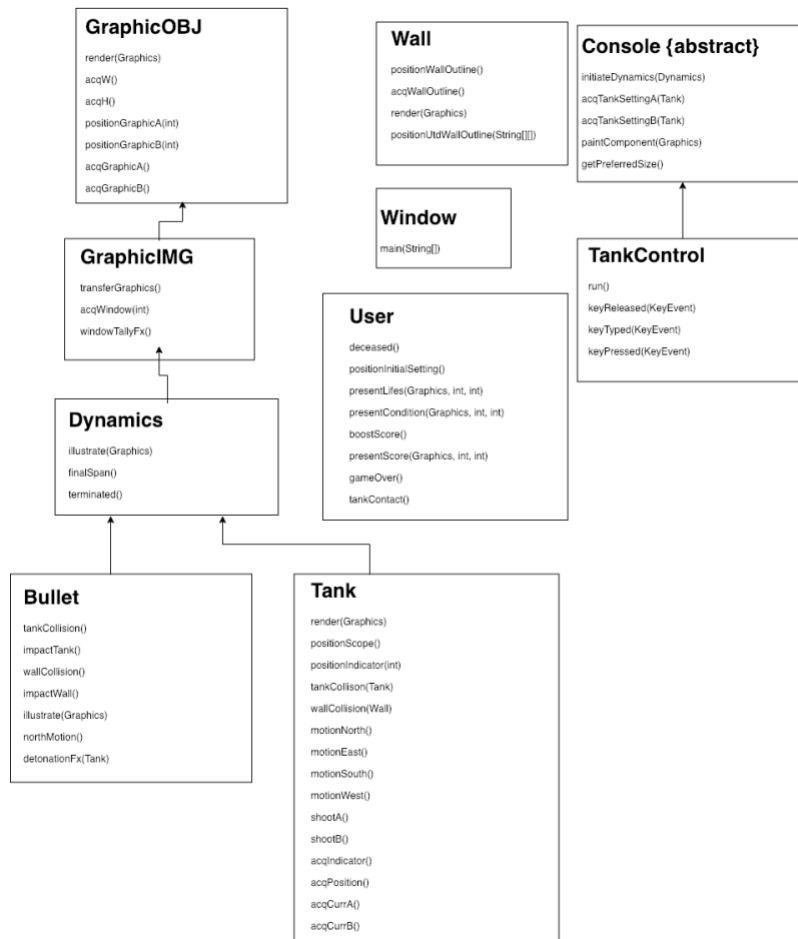 GraphicOBJ
render(Graphics)
acqW()
acqH()
positionGraphicA(int)
positionGraphicB(int)
acqGraphicA()
acqGraphicB()
Wall
positionWallOutline()
acqWallOutline()
render(Graphics)
positionUtdWallOutline(String[][])
Console {abstract}
initiateDynamics(Dynamics)
acqTankSettingA(Tank)
acqTankSettingB(Tank)
paintComponent(Graphics)
getPreferredSize()
Window
main(String[])
GraphicIMG
transferGraphics()
acqWindow(int)
windowTallyFx()
TankControl
run()
keyReleased(KeyEvent)
keyTyped(KeyEvent)
keyPressed(KeyEvent)
User
deceased()
positionInitialSetting()
presentLifes(Graphics, int, int)
presentCondition(Graphics, int, int)
boostScore()
presentScore(Graphics, int, int)
gameOver()
tankContact()
Dynamics
illustrate(Graphics)
finalSpan()
terminated()
Bullet
tankCollision()
impactTank()
wallCollision()
impactWall()
illustrate(Graphics)
northMotion()
detonationFx(Tank)
Tank
render(Graphics)
positionScope()
positionIndicator(int)
tankCollison(Tank)
wallCollision(Wall)
motionNorth()
motionEast()
motionSouth()
motionWest()
shootA()
shootB()
acqIndicator()
acqPosition()
acqCurrA()
acqCurrB()